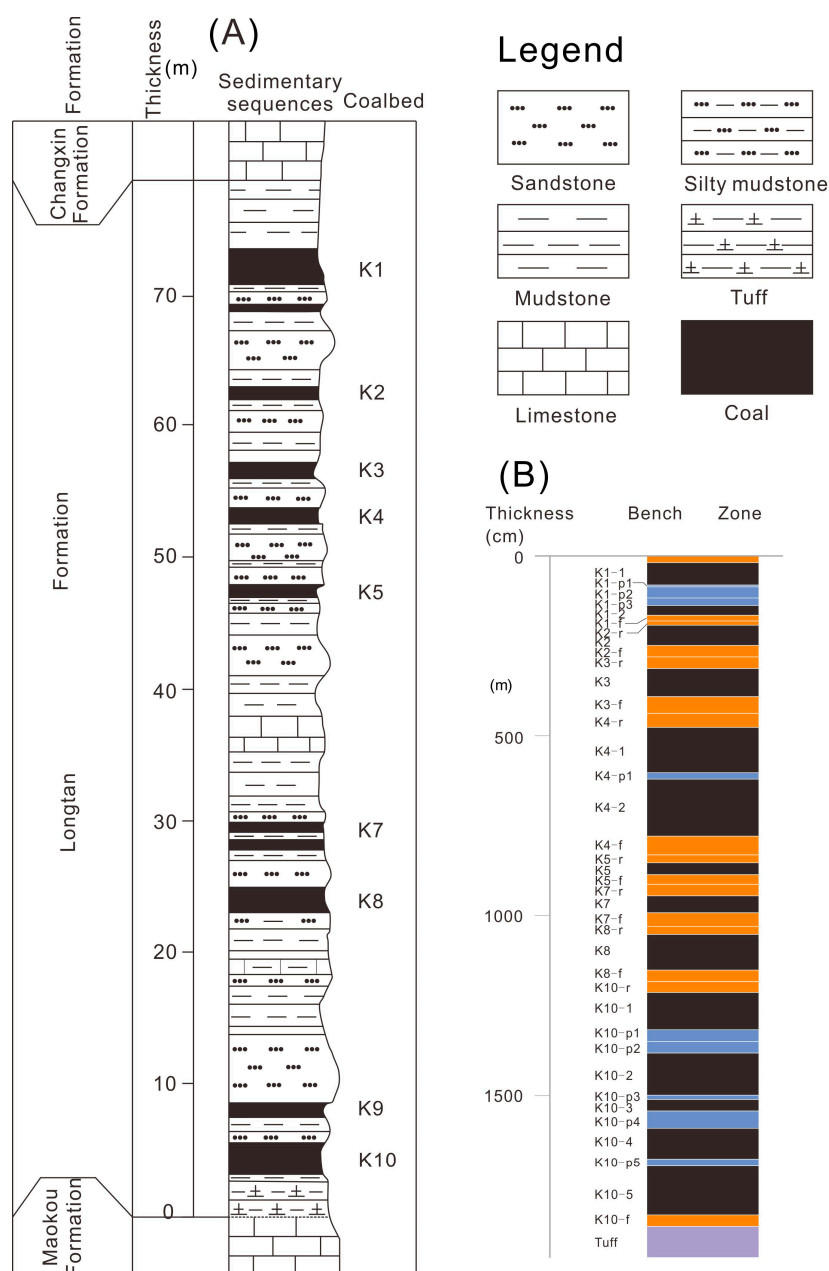 (A)
Formation
Thickness
(m)
Sedimentary
sequences
Coalbed
Changxin
Formation
K1
70
K2
60
K3
K4
50
Formation
K5
40
30
K7
Longtan
K8
20
10
K9
K10
0
Maokou
Formation
Legend
Sandstone
Silty mudstone
Mudstone
Tuff
Limestone
Coal
(B)
Thickness
(cm)
Bench
Zone
0
K1-1
K1-p1
K1-p2
K1-p3
K1-2
K1-f
K2-r
K2
K2-f
K3-r
K3
(m)
K3-f
K4-r
500
K4-1
K4-p1
K4-2
K4-f
K5-r
K5
K5-f
K7-r
K7
1000
K7-f
K8-r
K8
K8-f
K10-r
K10-1
K10-p1
K10-p2
K10-2
1500
K10-p3
K10-3
K10-p4
K10-4
K10-p5
K10-5
K10-f
Tuff